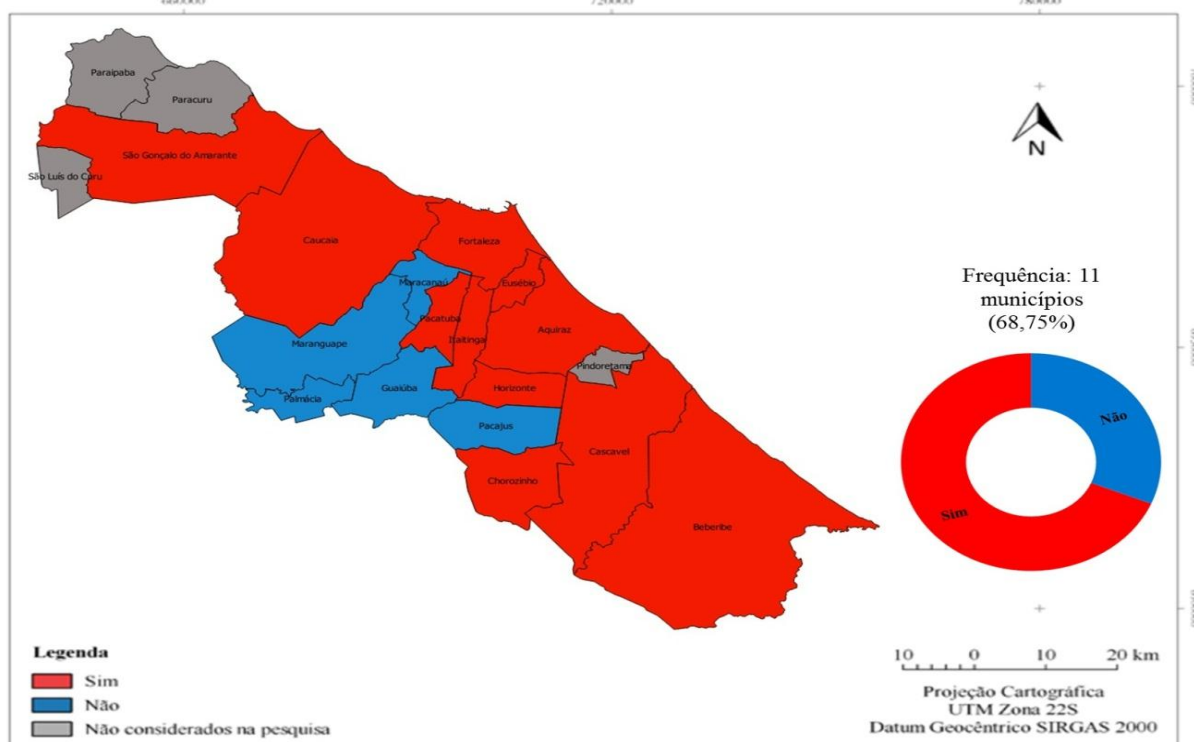 720000
Paraipaba
Paracuru
São Gonçalo do Amarante
São Luís do Curu
N
Caucaia
Fortaleza
Maracanaú
Eusébio
Pacatuba
Itaitinga
Aquiraz
Maranguape
Pindoretama
Guaiúba
Horizonte
Palmácia
Pacajus
Cascavel
Chorozinho
Beberibe
Frequência: 11
municípios
(68,75%)
Não
Sim
Legenda
Sim
Não
Não considerados na pesquisa
10 0 10 20 km
Projeção Cartográfica
UTM Zona 22S
Datum Geocêntrico SIRGAS 2000